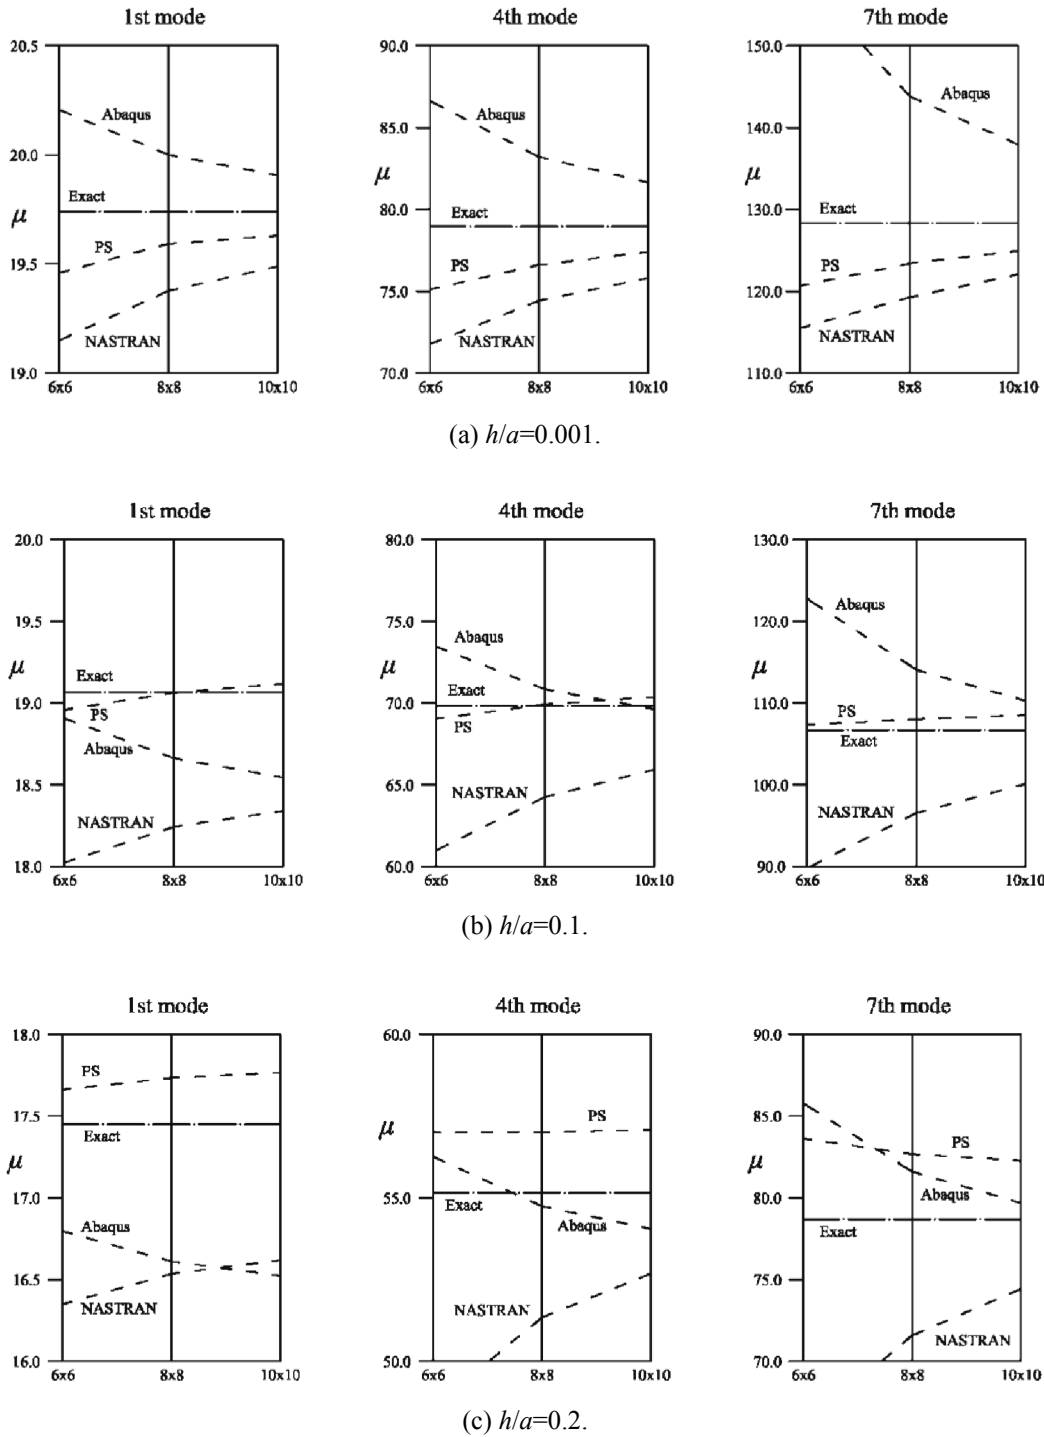 1st mode
4th mode
7th mode
20.5
20.0
19.5
19.0
μ
Abaqus
Exact
PS
NASTRAN
6x6
8x8
10x10
90.0
85.0
80.0
75.0
70.0
μ
Abaqus
Exact
PS
NASTRAN
6x6
8x8
10x10
150.0
140.0
130.0
120.0
110.0
μ
Abaqus
Exact
PS
NASTRAN
6x6
8x8
10x10
(a) h/a=0.001.
1st mode
4th mode
7th mode
20.0
19.5
19.0
18.5
18.0
μ
Exact
PS
Abaqus
NASTRAN
6x6
8x8
10x10
80.0
75.0
70.0
65.0
60.0
μ
Abaqus
Exact
PS
NASTRAN
6x6
8x8
10x10
130.0
120.0
110.0
100.0
90.0
μ
Abaqus
PS
Exact
NASTRAN
6x6
8x8
10x10
(b) h/a=0.1.
1st mode
4th mode
7th mode
18.0
17.5
17.0
16.5
16.0
μ
PS
Exact
Abaqus
NASTRAN
6x6
8x8
10x10
60.0
55.0
50.0
μ
PS
Exact
Abaqus
NASTRAN
6x6
8x8
10x10
90.0
85.0
80.0
75.0
70.0
μ
PS
Abaqus
Exact
NASTRAN
6x6
8x8
10x10
(c) h/a=0.2.